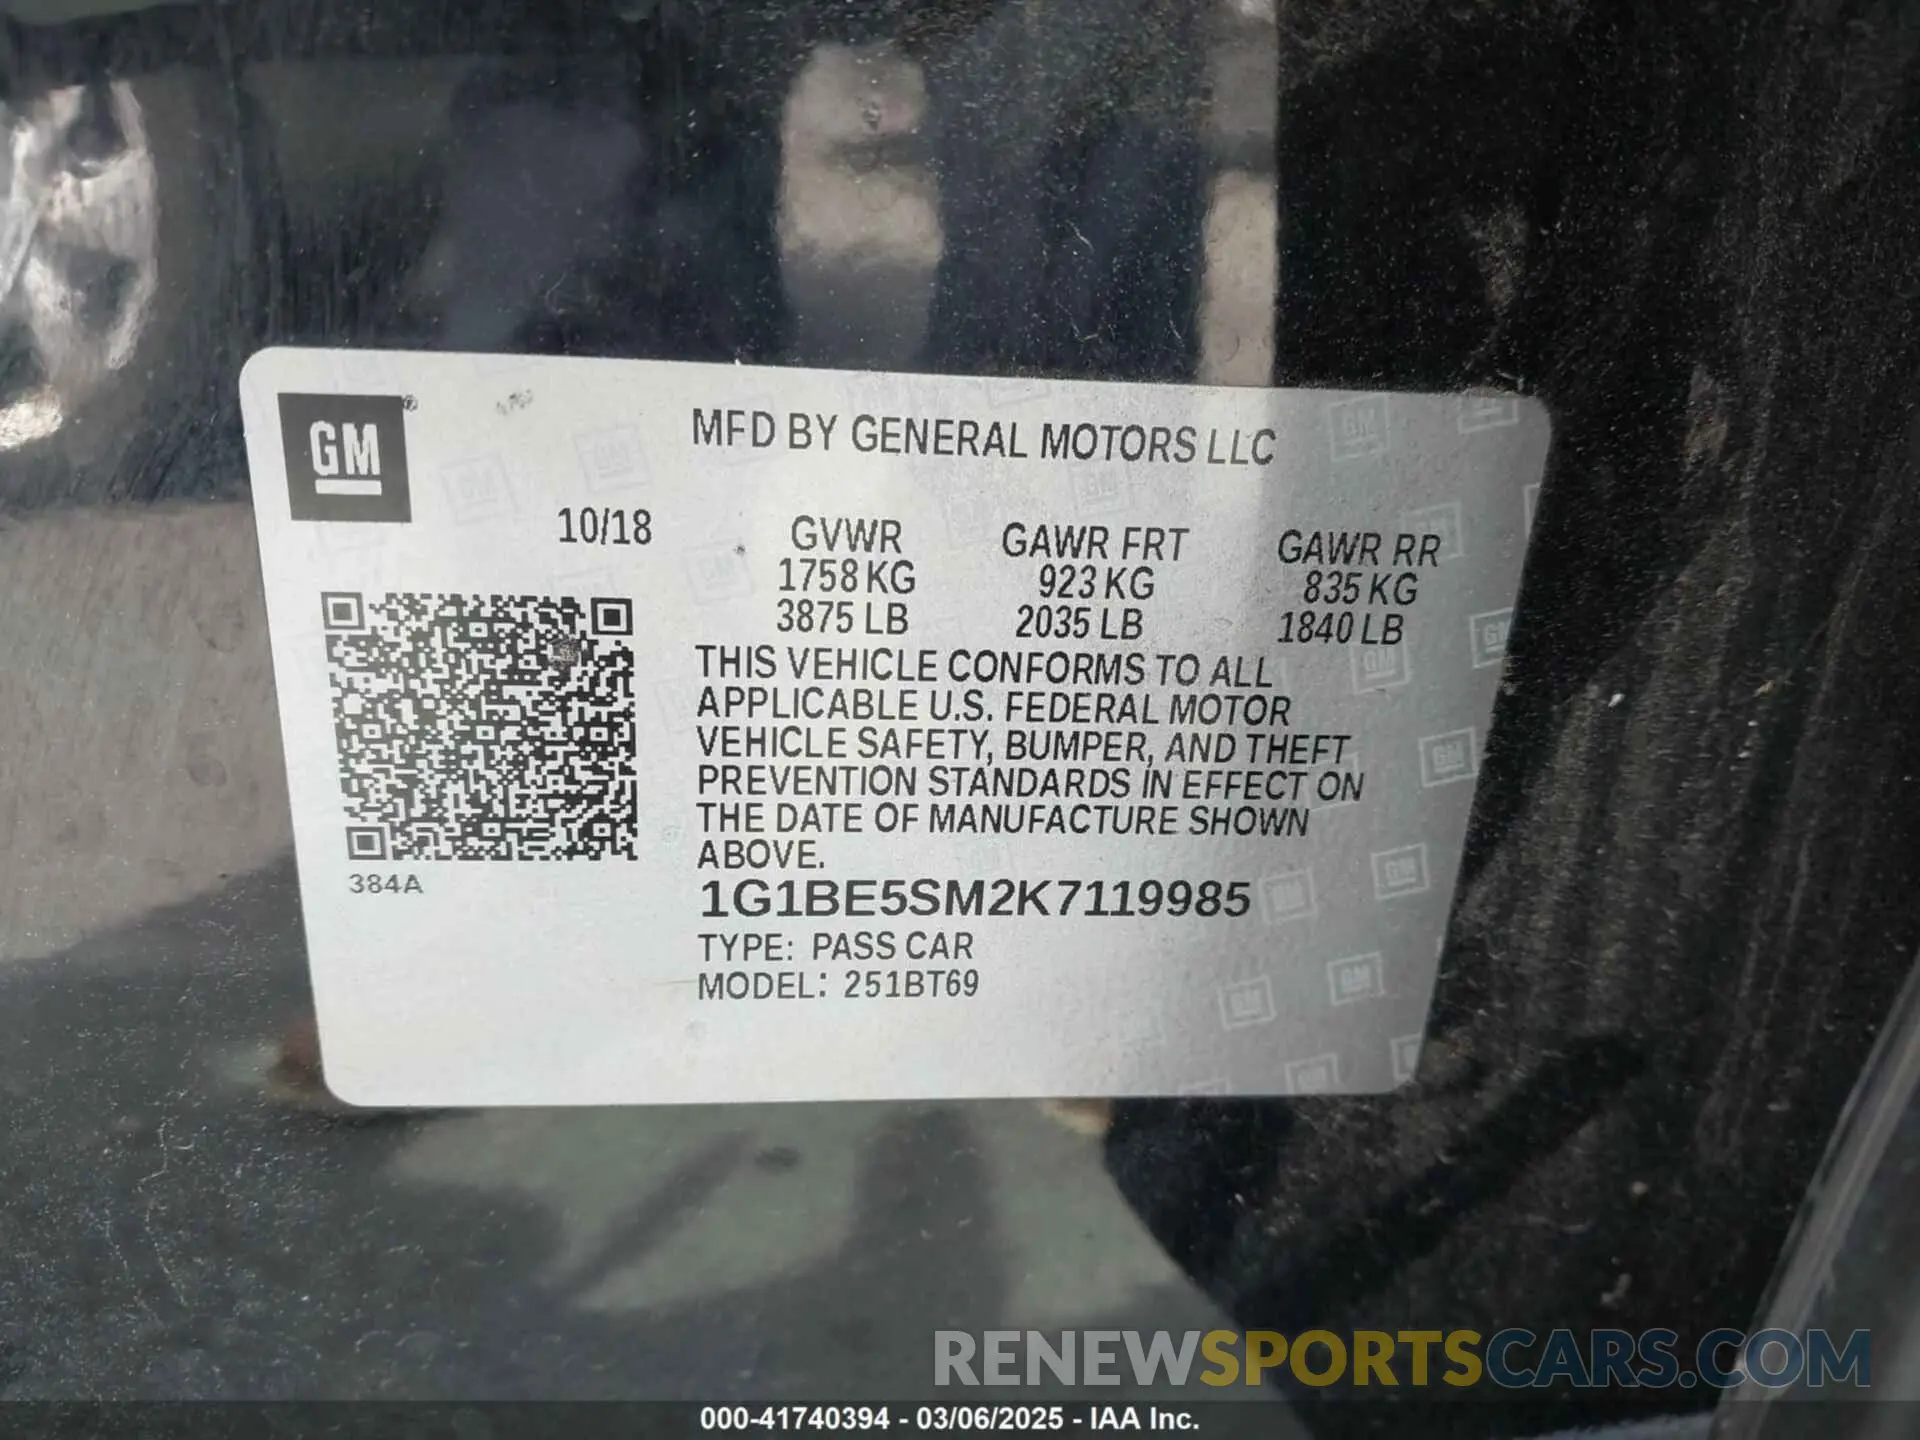 GM®
MFD BY GENERAL MOTORS LLC
10/18
GVWR GAWR FRT GAWR RR
1758 KG 923 KG 835 KG
3875 LB 2035 LB 1840 LB
THIS VEHICLE CONFORMS TO ALL
APPLICABLE U.S. FEDERAL MOTOR
VEHICLE SAFETY, BUMPER, AND THEFT
PREVENTION STANDARDS IN EFFECT ON
THE DATE OF MANUFACTURE SHOWN
ABOVE.
384A
1G1BE5SM2K7119985
TYPE: PASS CAR
MODEL: 251BT69
RENEWSPORTSCARS.COM
000-41740394 - 03/06/2025 - IAA Inc.